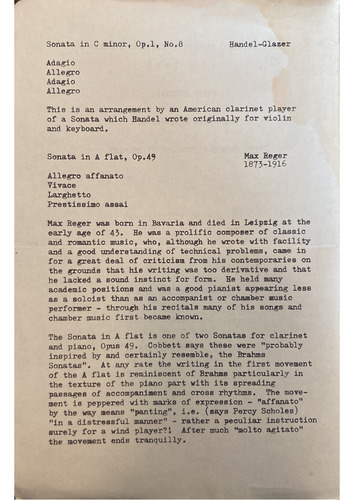 Sonata in C minor, Op.1, No.8 Handel-Glazer
Adagio
Allegro
Adagio
Allegro
This is an arrangement by an American clarinet player
of a Sonata which Handel wrote originally for violin
and keyboard.
Sonata in A flat, Op.49 Max Reger
1873-1916
Allegro affanato
Vivace
Larghetto
Prestissimo assai
Max Reger was born in Bavaria and died in Leipzig at the
early age of 43. He was a prolific composer of classic
and romantic music, who, although he wrote with facility
and a good understanding of technical problems, came in
for a great deal of criticism from his contemporaries on
the grounds that his writing was too derivative and that
he lacked a sound instinct for form. He held many
academic positions and was a good pianist appearing less
as a soloist than as an accompanist or chamber music
performer - through his recitals many of his songs and
chamber music first became known.
The Sonata in A flat is one of two Sonatas for clarinet
and piano, Opus 49. Cobbett says these were "probably
inspired by and certainly resemble, the Brahms
Sonatas". At any rate the writing in the first movement
of the A flat is reminiscent of Brahms particularly in
the texture of the piano part with its spreading
passages of accompaniment and cross rhythms. The move-
ment is peppered with marks of expression - "affanato"
by the way means "panting", i.e. (says Percy Scholes)
"in a distressful manner" - rather a peculiar instruction
surely for a wind player?! After much "molto agitato"
the movement ends tranquilly.